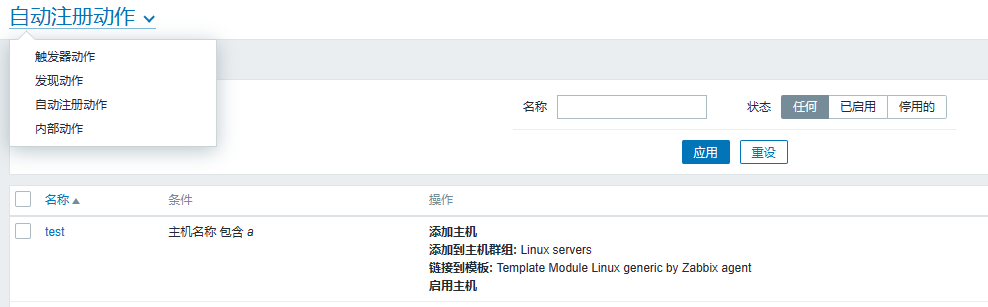 自动注册动作
触发器动作
发现动作
自动注册动作
内部动作
名称 状态 任何 已启用 停用的
应用 重设
名称 条件 操作
test 主机名称 包含 a 添加主机
添加到主机群组: Linux servers
链接到模板: Template Module Linux generic by Zabbix agent
启用主机